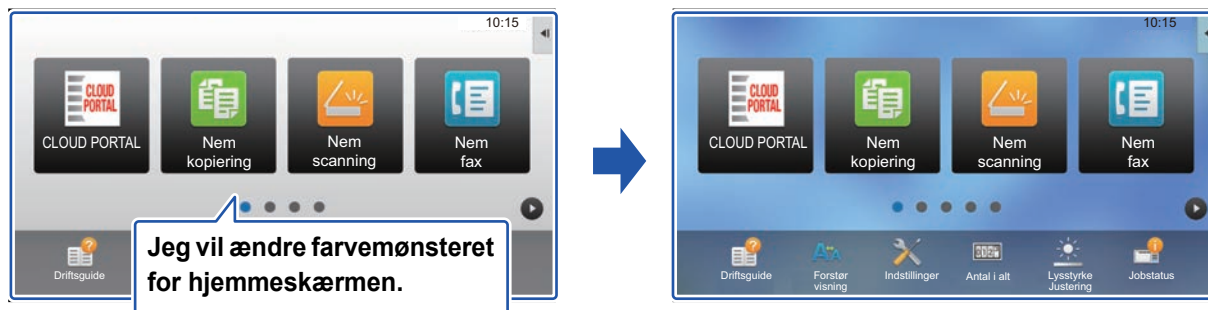 10:15
CLOUD
PORTAL
CLOUD PORTAL
Nem
kopiering
Nem
scanning
Nem
fax
Driftsguide
Jeg vil ændre farvemønsteret
for hjemmeskærmen.
10:15
CLOUD
PORTAL
CLOUD PORTAL
Nem
kopiering
Nem
scanning
Nem
fax
Driftsguide
Forstør
visning
Indstillinger
Antal i alt
Lysstyrke
Justering
Jobstatus